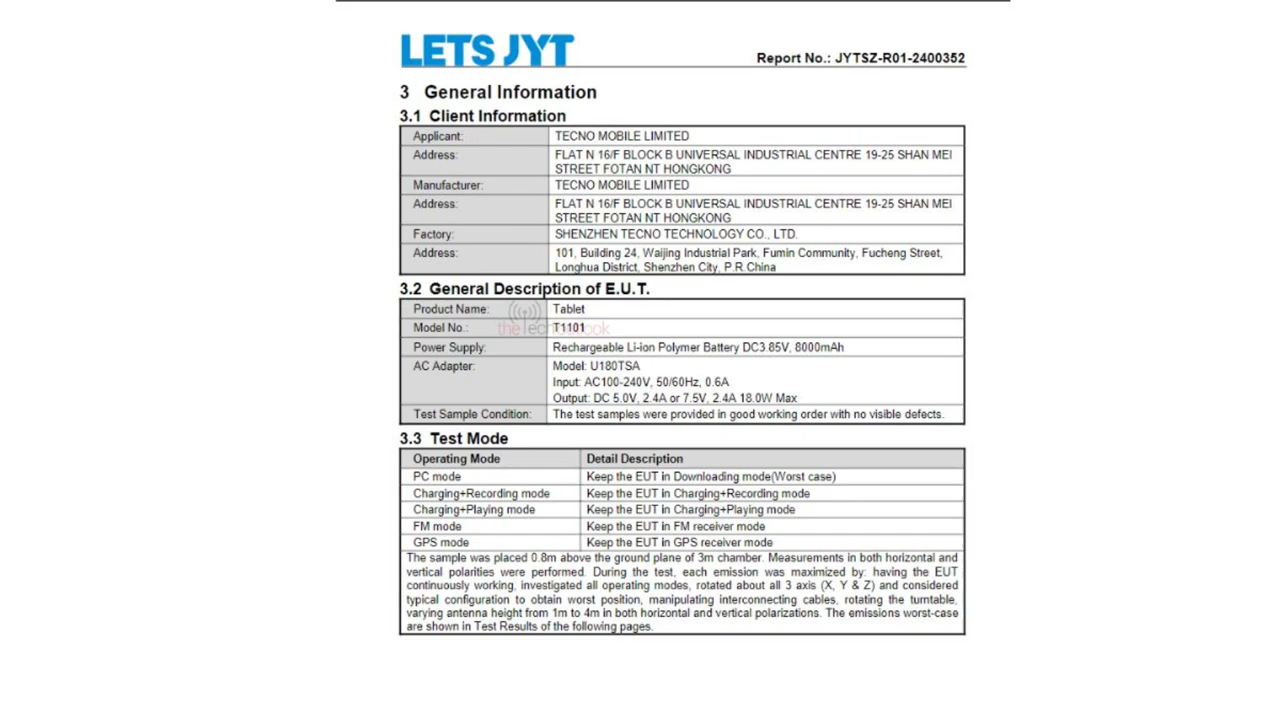 LETS JYT
Report No.: JYTSZ-R01-2400352
3 General Information
3.1 Client Information
Applicant: TECNO MOBILE LIMITED
Address: FLAT N 16/F BLOCK B UNIVERSAL INDUSTRIAL CENTRE 19-25 SHAN MEI
STREET FOTAN NT HONGKONG
Manufacturer: TECNO MOBILE LIMITED
Address: FLAT N 16/F BLOCK B UNIVERSAL INDUSTRIAL CENTRE 19-25 SHAN MEI
STREET FOTAN NT HONGKONG
Factory: SHENZHEN TECNO TECHNOLOGY CO., LTD.
Address: 101, Building 24, Waijing Industrial Park, Fumin Community, Fucheng Street,
Longhua District, Shenzhen City, P.R.China
3.2 General Description of E.U.T.
Product Name: Tablet
Model No.: T1101
Power Supply: Rechargeable Li-ion Polymer Battery DC3.85V, 8000mAh
AC Adapter: Model: U180TSA
Input: AC100-240V, 50/60Hz, 0.6A
Output: DC 5.0V, 2.4A or 7.5V, 2.4A 18.0W Max
Test Sample Condition: The test samples were provided in good working order with no visible defects.
3.3 Test Mode
Operating Mode Detail Description
PC mode Keep the EUT in Downloading mode(Worst case)
Charging+Recording mode Keep the EUT in Charging+Recording mode
Charging+Playing mode Keep the EUT in Charging+Playing mode
FM mode Keep the EUT in FM receiver mode
GPS mode Keep the EUT in GPS receiver mode
The sample was placed 0.8m above the ground plane of 3m chamber. Measurements in both horizontal and
vertical polarities were performed. During the test, each emission was maximized by: having the EUT
continuously working, investigated all operating modes, rotated about all 3 axis (X, Y & Z) and considered
typical configuration to obtain worst position, manipulating interconnecting cables, rotating the turntable,
varying antenna height from 1m to 4m in both horizontal and vertical polarizations. The emissions worst-case
are shown in Test Results of the following pages.